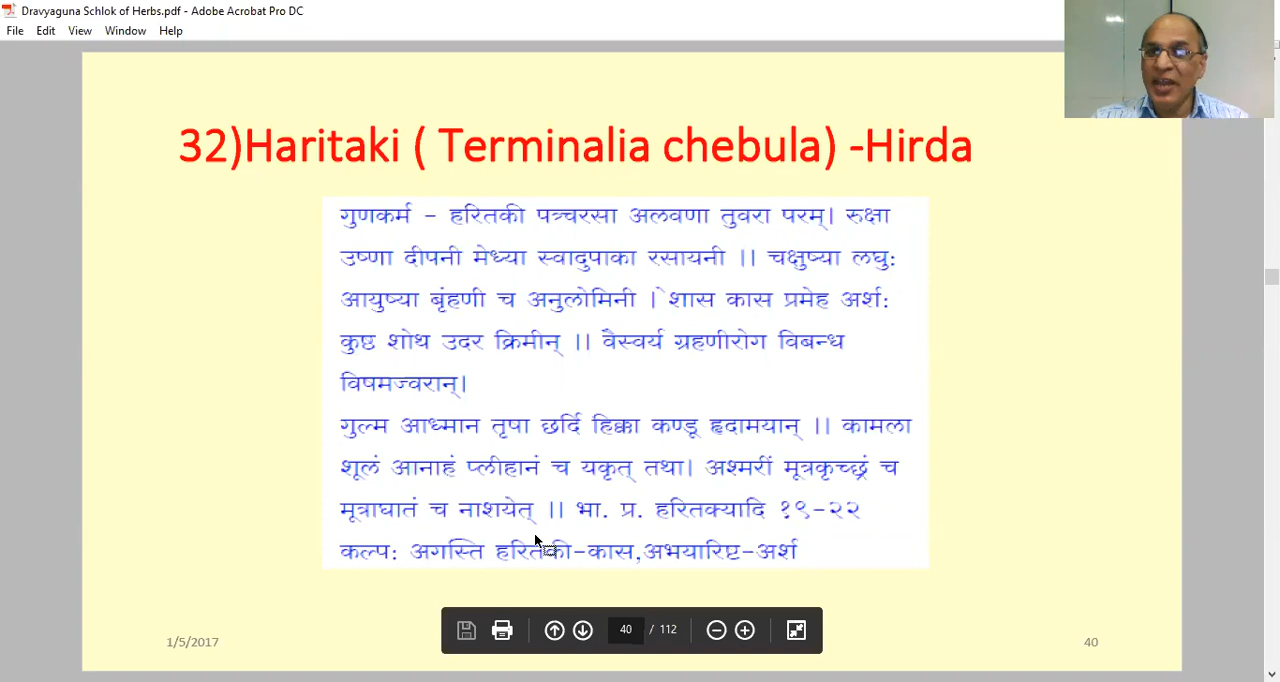 Dravyaguna Schlok of Herbs.pdf - Adobe Acrobat Pro DC
File Edit View Window Help
32)Haritaki ( Terminalia chebula) -Hirda
गुणकर्म - हरितकी पञ्चरसा अलवणा तुवरा परम्। रुक्षा
उष्णा दीपनी मेध्या स्वादुपाका रसायनी ।। चक्षुष्या लघुः
आयुष्या बृंहणी च अनुलोमिनी । शास कास प्रमेह अर्शः
कुष्ठ शोथ उदर क्रिमीन् ।। वैस्वर्य ग्रहणीरोग विबन्ध
विषमज्वरान्।
गुल्म आध्मान तृषा छर्दि हिक्का कण्डू हृदामयान् ।। कामला
शूलं आनाहं प्लीहानं च यकृत् तथा। अश्मरीं मूत्रकृच्छ्रं च
मूत्राघातं च नाशयेत् ।। भा. प्र. हरितक्यादि १९-२२
कल्पः अगस्ति हरितकी-कास,अभयारिष्ट-अर्श
40 / 112
1/5/2017 40